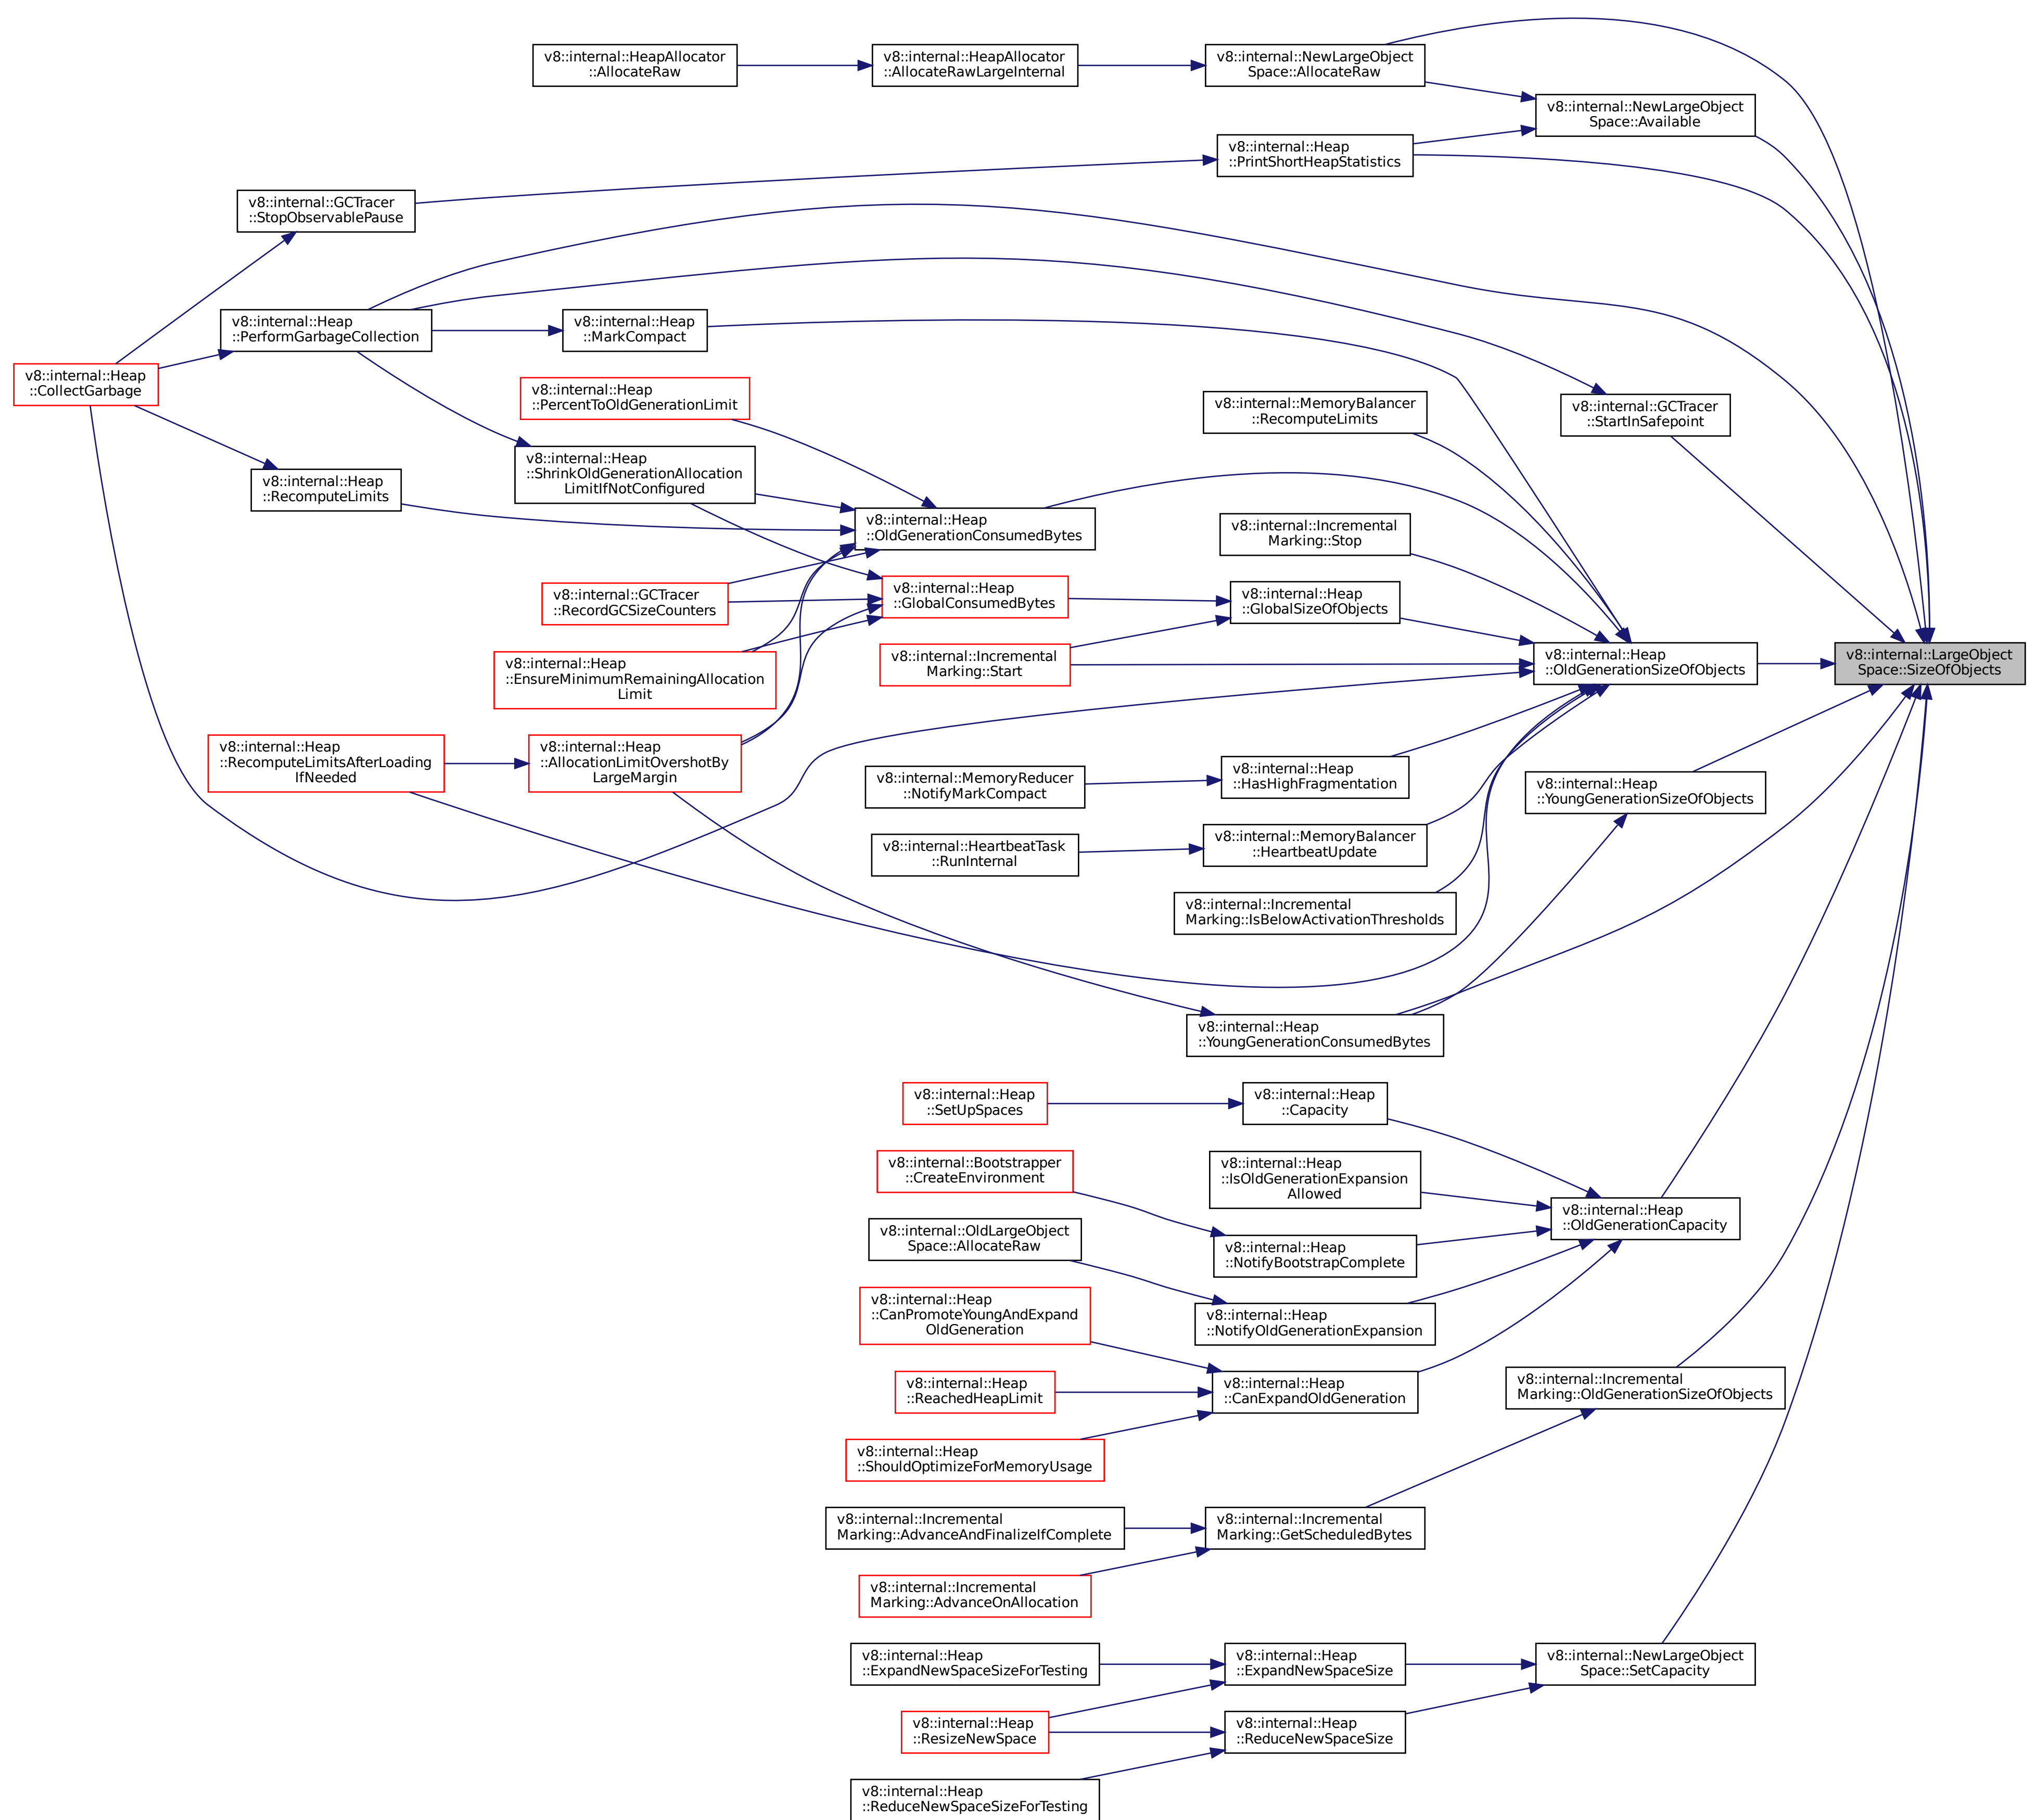 v8::internal::HeapAllocator
::AllocateRaw
v8::internal::HeapAllocator
::AllocateRawLargeInternal
v8::internal::NewLargeObject
Space::AllocateRaw
v8::internal::NewLargeObject
Space::Available
v8::internal::Heap
::PrintShortHeapStatistics
v8::internal::GCTracer
::StopObservablePause
v8::internal::Heap
::PerformGarbageCollection
v8::internal::Heap
::MarkCompact
v8::internal::Heap
::CollectGarbage
v8::internal::Heap
::PercentToOldGenerationLimit
v8::internal::MemoryBalancer
::RecomputeLimits
v8::internal::GCTracer
::StartInSafepoint
v8::internal::Heap
::ShrinkOldGenerationAllocation
LimitIfNotConfigured
v8::internal::Heap
::RecomputeLimits
v8::internal::Heap
::OldGenerationConsumedBytes
v8::internal::Incremental
Marking::Stop
v8::internal::GCTracer
::RecordGCSizeCounters
v8::internal::Heap
::GlobalConsumedBytes
v8::internal::Heap
::GlobalSizeOfObjects
v8::internal::Heap
::EnsureMinimumRemainingAllocation
Limit
v8::internal::Incremental
Marking::Start
v8::internal::Heap
::OldGenerationSizeOfObjects
v8::internal::LargeObject
Space::SizeOfObjects
v8::internal::Heap
::RecomputeLimitsAfterLoading
IfNeeded
v8::internal::Heap
::AllocationLimitOvershotBy
LargeMargin
v8::internal::MemoryReducer
::NotifyMarkCompact
v8::internal::Heap
::HasHighFragmentation
v8::internal::Heap
::YoungGenerationSizeOfObjects
v8::internal::HeartbeatTask
::RunInternal
v8::internal::MemoryBalancer
::HeartbeatUpdate
v8::internal::Incremental
Marking::IsBelowActivationThresholds
v8::internal::Heap
::YoungGenerationConsumedBytes
v8::internal::Heap
::SetUpSpaces
v8::internal::Heap
::Capacity
v8::internal::Bootstrapper
::CreateEnvironment
v8::internal::Heap
::IsOldGenerationExpansion
Allowed
v8::internal::Heap
::OldGenerationCapacity
v8::internal::OldLargeObject
Space::AllocateRaw
v8::internal::Heap
::NotifyBootstrapComplete
v8::internal::Heap
::CanPromoteYoungAndExpand
OldGeneration
v8::internal::Heap
::NotifyOldGenerationExpansion
v8::internal::Heap
::ReachedHeapLimit
v8::internal::Heap
::CanExpandOldGeneration
v8::internal::Incremental
Marking::OldGenerationSizeOfObjects
v8::internal::Heap
::ShouldOptimizeForMemoryUsage
v8::internal::Incremental
Marking::AdvanceAndFinalizeIfComplete
v8::internal::Incremental
Marking::GetScheduledBytes
v8::internal::Incremental
Marking::AdvanceOnAllocation
v8::internal::Heap
::ExpandNewSpaceSizeForTesting
v8::internal::Heap
::ExpandNewSpaceSize
v8::internal::NewLargeObject
Space::SetCapacity
v8::internal::Heap
::ResizeNewSpace
v8::internal::Heap
::ReduceNewSpaceSize
v8::internal::Heap
::ReduceNewSpaceSizeForTesting